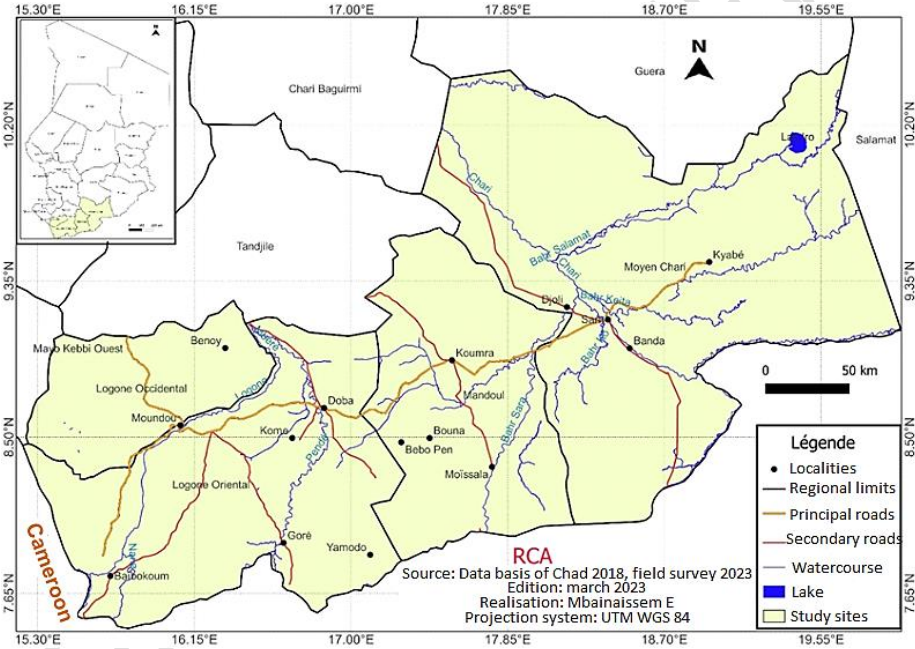 15.30°E 16.15°E 17.00°E 17.85°E 18.70°E 19.55°E
N
N
Guera
Chari Baguirmi
10.20°N
10.20°N
Salamat
Chari
Tandjile
Bahr Salamat
Chari
Moyen Chari
Kyabé
9.35°N
9.35°N
Djoli
Bahr Keita
Banda
Mayo Kebbi Ouest
Benoy
Koumra
50 km
0
Logone Occidental
Mandoul
Doba
Moundou
Bahr Sara
Kome
Bouna
Bebo Pen
8.50°N
8.50°N
Pende
Moïssala
Logone Oriental
Goré
Yamodo
Baibokoum
Cameroon
7.65°N
7.65°N
RCA
Source: Data basis of Chad 2018, field survey 2023
Edition: march 2023
Realisation: Mbainaissem E
Projection system: UTM WGS 84
Légende
Localities
Regional limits
Principal roads
Secondary roads
Watercourse
Lake
Study sites
15.30°E 16.15°E 17.00°E 17.85°E 18.70°E 19.55°E